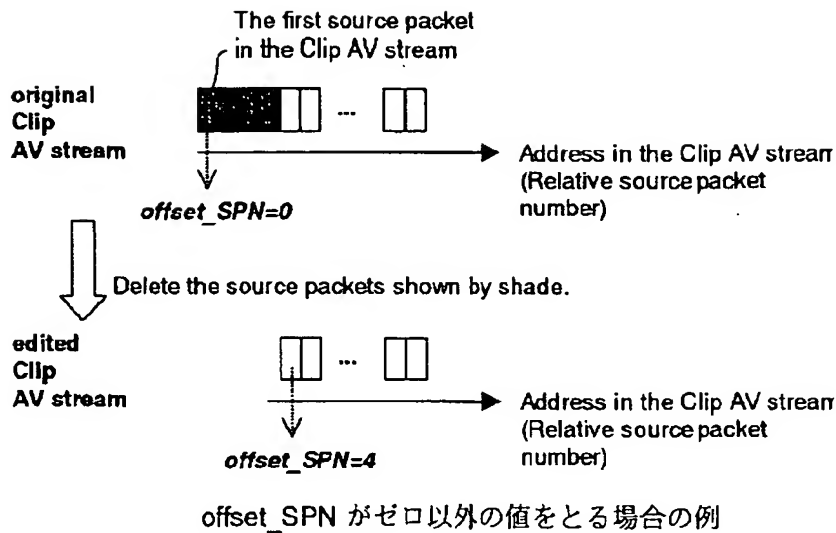 The first source packet
in the Clip AV stream
original
Clip
AV stream
...
Address in the Clip AV stream
(Relative source packet
number)
offset_SPN=0
Delete the source packets shown by shade.
edited
Clip
AV stream
...
Address in the Clip AV stream
(Relative source packet
number)
offset_SPN=4
offset_SPN がゼロ以外の値をとる場合の例